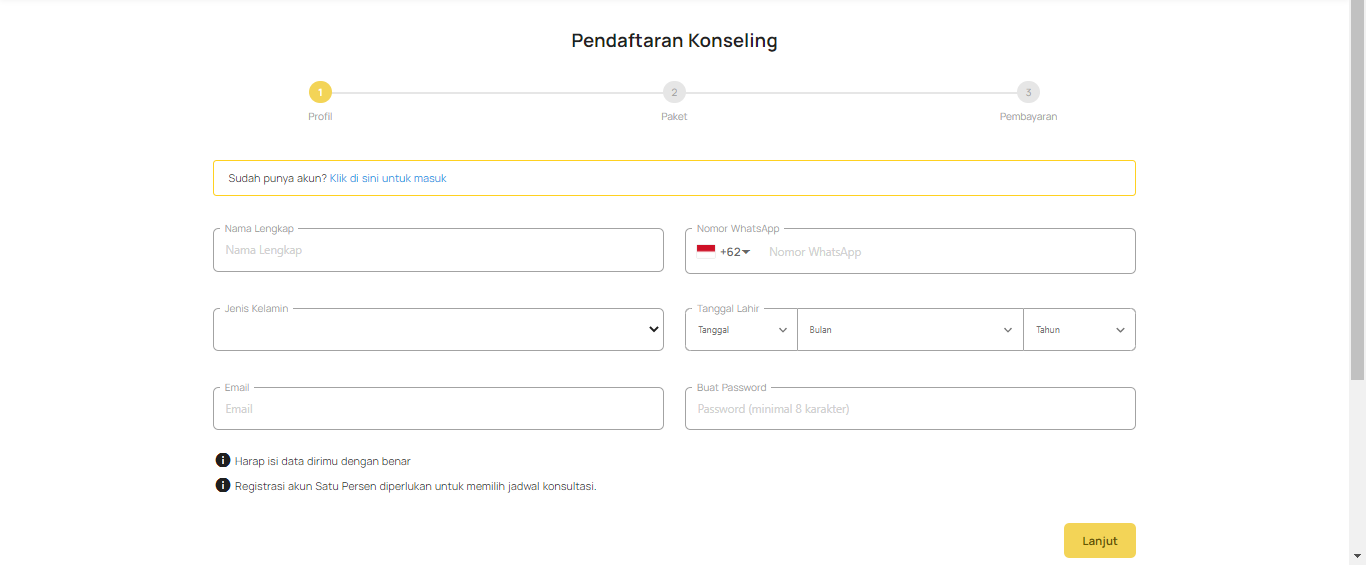 Pendaftaran Konseling
1 2 3
Profil Paket Pembayaran
Sudah punya akun? Klik di sini untuk masuk
Nama Lengkap Nomor WhatsApp
Nama Lengkap +62 Nomor WhatsApp
Jenis Kelamin Tanggal Lahir
Tanggal Bulan Tahun
Email Buat Password
Email Password (minimal 8 karakter)
Harap isi data dirimu dengan benar
Registrasi akun Satu Persen diperlukan untuk memilih jadwal konsultasi.
Lanjut